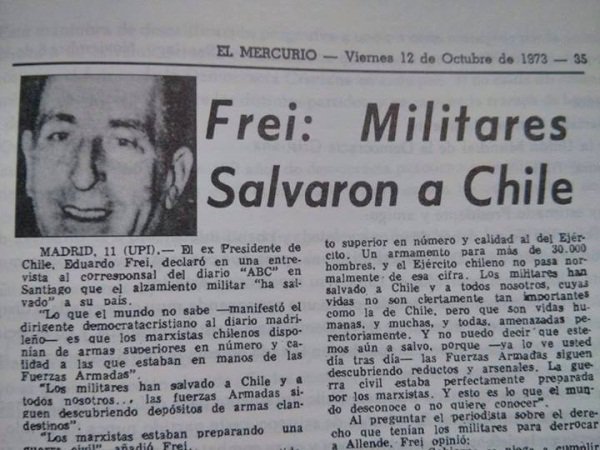 EL MERCURIO — Viernes 12 de Octubre de 1973 — 35
Frei: Militares
Salvaron a Chile
MADRID, 11 (UPI).— El ex Presidente de
Chile, Eduardo Frei, declaró en una entre-
vista al corresponsal del diario "ABC" en
Santiago que el alzamiento militar "ha sal-
vado" a su país.
"Lo que el mundo no sabe —manifestó el
dirigente democratacristiano al diario madri-
leño— es que los marxistas chilenos dispo-
nían de armas superiores en número y ca-
lidad a las que estaban en manos de las
Fuerzas Armadas".
"Los militares han salvado a Chile y a
todos nosotros... las fuerzas Armadas si-
guen descubriendo depósitos de armas clan-
destinos".
"Los marxistas estaban preparando una
guerra civil", añadió Frei.
to superior en número y calidad al del Ejér-
cito. Un armamento para más de 30.000
hombres, y el Ejército chileno no pasa nor-
malmente de esa cifra. Los militares han
salvado a Chile y a todos nosotros, cuyas
vidas no son ciertamente tan importantes
como la de Chile, pero que son vidas hu-
manas, y muchas, y todas, amenazadas pe-
rentoriamente. Y no puedo decir que este-
mos aún a salvo, porque —ya lo ve usted
día tras día— las Fuerzas Armadas siguen
descubriendo reductos y arsenales. La gue-
rra civil estaba perfectamente preparada
por los marxistas. Y esto es lo que el mun-
do desconoce o no quiere conocer".
Al preguntar el periodista sobre el dere-
cho que tenían los militares para derrocar
a Allende, Frei opinó: